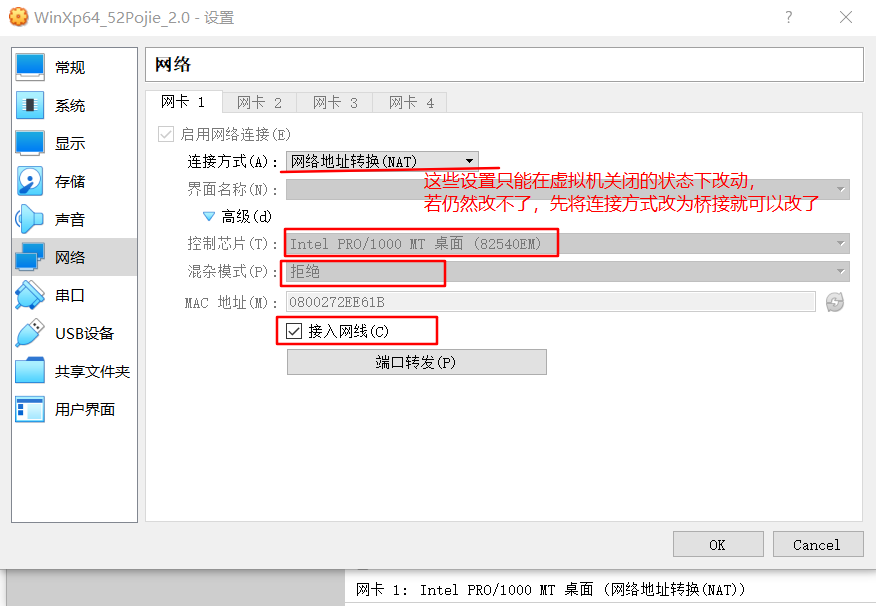 WinXp64_52Pojie_2.0 - 设置
常规
系统
显示
存储
声音
网络
串口
USB设备
共享文件夹
用户界面
网络
网卡 1
网卡 2
网卡 3
网卡 4
启用网络连接(E)
连接方式(A): 网络地址转换(NAT)
这些设置只能在虚拟机关闭的状态下改动，
若仍然改不了，先将连接方式改为桥接就可以改了
界面名称(N):
高级(d)
控制芯片(T): Intel PRO/1000 MT 桌面 (82540EM)
混杂模式(P): 拒绝
MAC 地址(M): 0800272EE61B
接入网线(C)
端口转发(P)
OK
Cancel
网卡 1: Intel PRO/1000 MT 桌面 (网络地址转换(NAT))